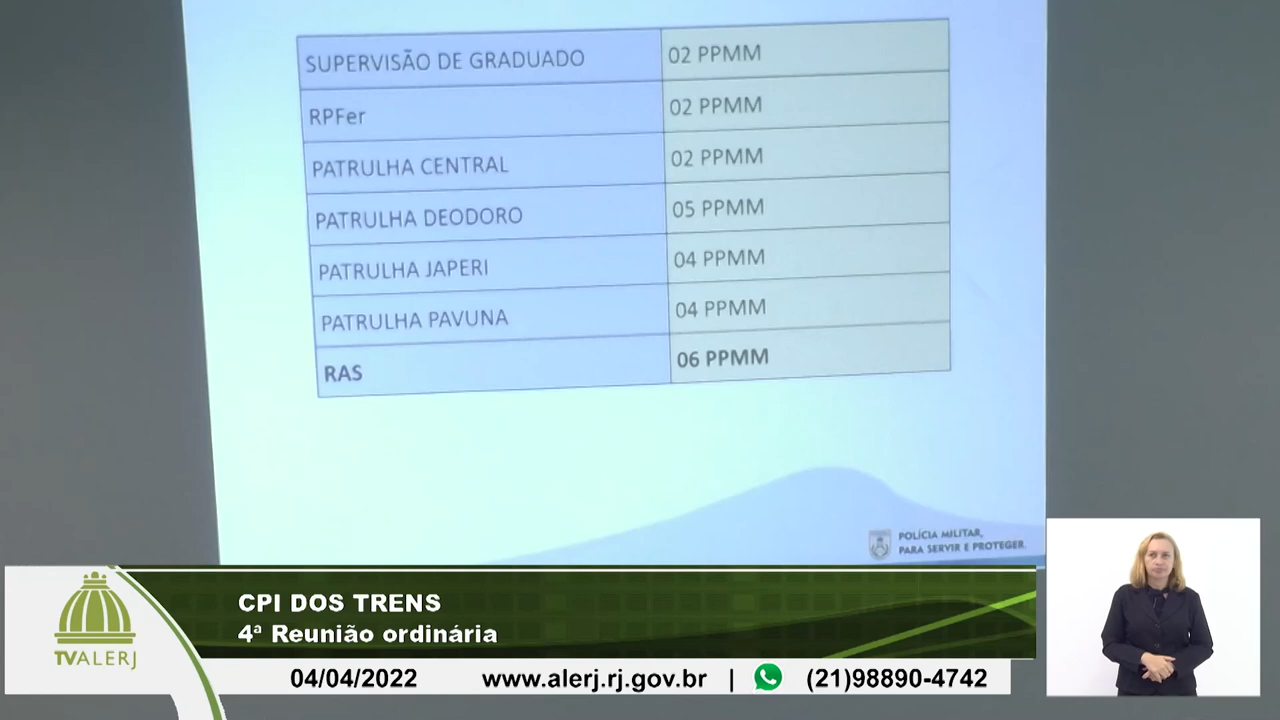 SUPERVISÃO DE GRADUADO 02 PPMM
RPFer 02 PPMM
PATRULHA CENTRAL 02 PPMM
PATRULHA DEODORO 05 PPMM
PATRULHA JAPERI 04 PPMM
PATRULHA PAVUNA 04 PPMM
RAS 06 PPMM
POLÍCIA MILITAR,
PARA SERVIR E PROTEGER.
CPI DOS TRENS
4ª Reunião ordinária
TVALERJ
04/04/2022 www.alerj.rj.gov.br | (21)98890-4742